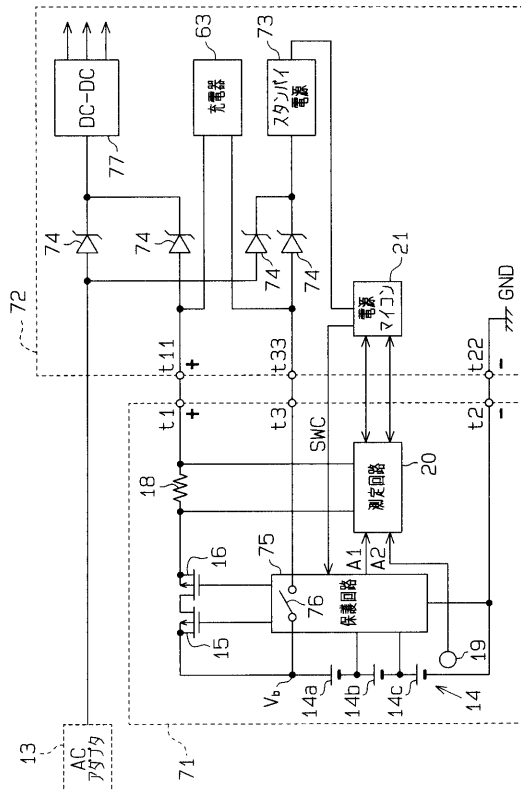 72
DC-DC
77
63
充電器
73
スタンバイ
電源
74
74
74
74
21
電源
マイコン
t11
+
t33
t22
−
GND
t1
+
t3
t2
−
SWC
18
16
15
75
76
保護回路
A1
A2
測定回路
20
Vb
14a
14b
14c
14
19
13
AC
アダプタ
71